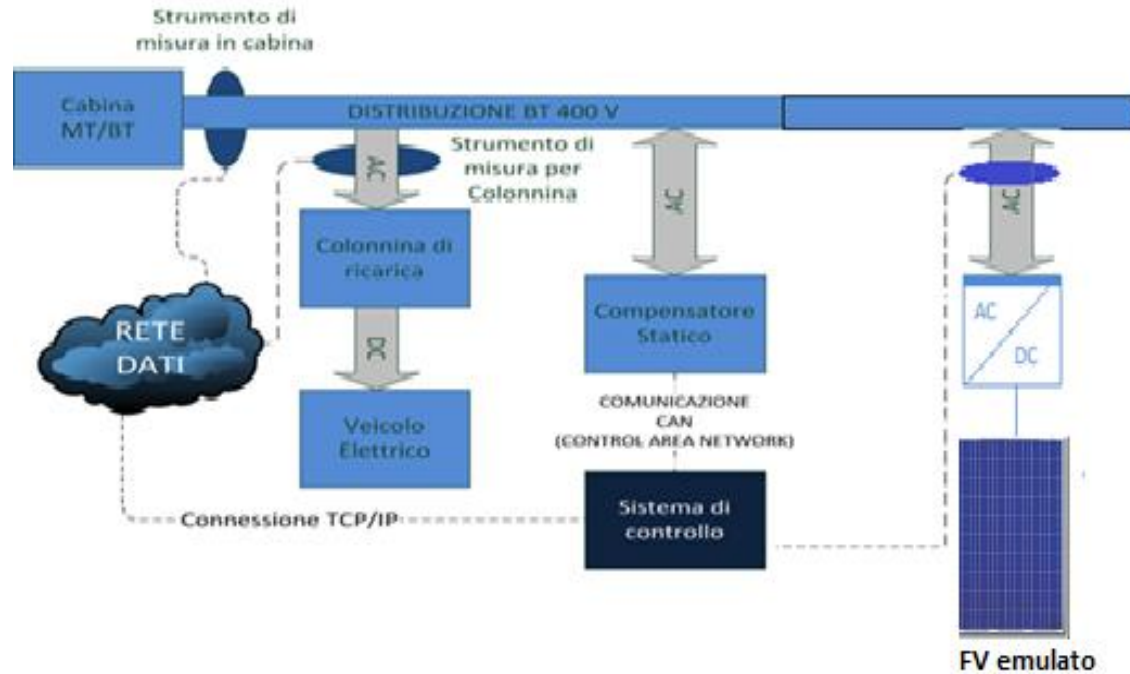 Strumento di
misura in cabina
Cabina
MT/BT
DISTRIBUZIONE BT 400 V
AC
Strumento di
misura per
Colonnina
AC
AC
Colonnina di
ricarica
Compensatore
Statico
AC
DC
RETE
DATI
DC
COMUNICAZIONE
CAN
(CONTROL AREA NETWORK)
Veicolo
Elettrico
Sistema di
controllo
Connessione TCP/IP
FV emulato